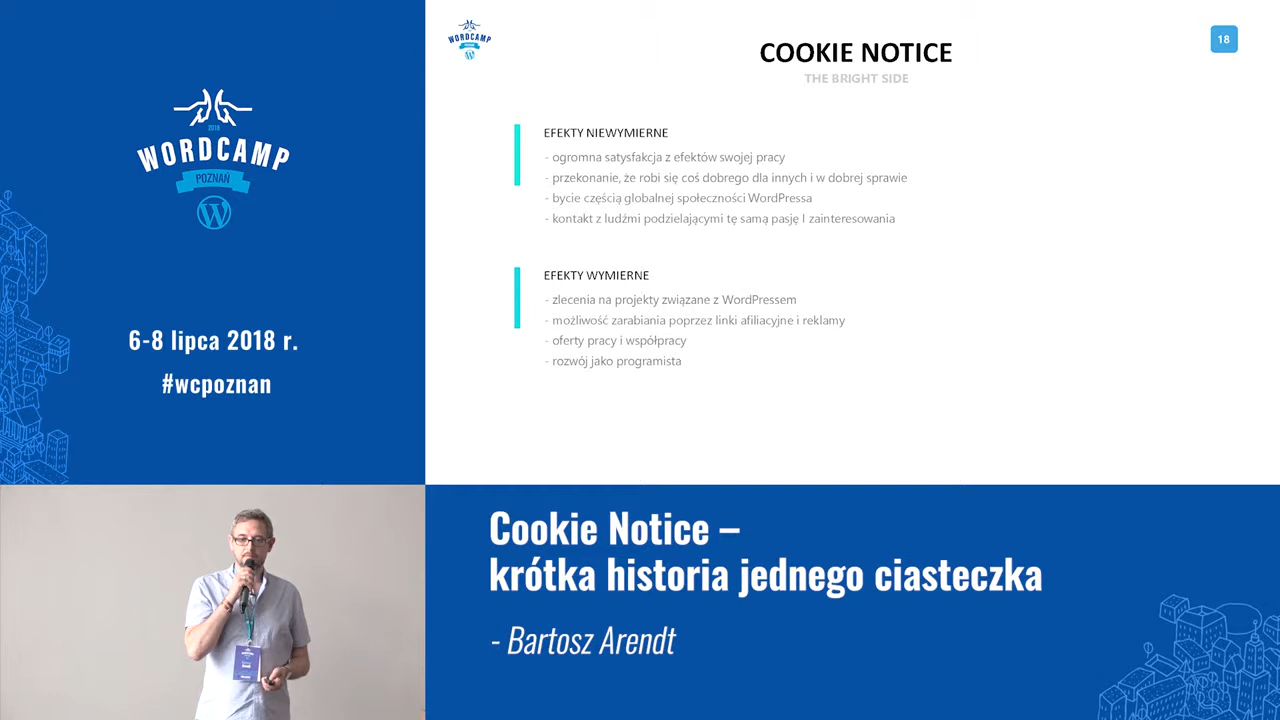 2018
WORDCAMP
POZNAŃ
6-8 lipca 2018 r.
#wcpoznan
WORDCAMP
COOKIE NOTICE
THE BRIGHT SIDE
18
EFEKTY NIEWYMIERNE
- ogromna satysfakcja z efektów swojej pracy
- przekonanie, że robi się coś dobrego dla innych i w dobrej sprawie
- bycie częścią globalnej społeczności WordPressa
- kontakt z ludźmi podzielającymi tę samą pasję I zainteresowania
EFEKTY WYMIERNE
- zlecenia na projekty związane z WordPressem
- możliwość zarabiania poprzez linki afiliacyjne i reklamy
- oferty pracy i współpracy
- rozwój jako programista
Cookie Notice –
krótka historia jednego ciasteczka
- Bartosz Arendt